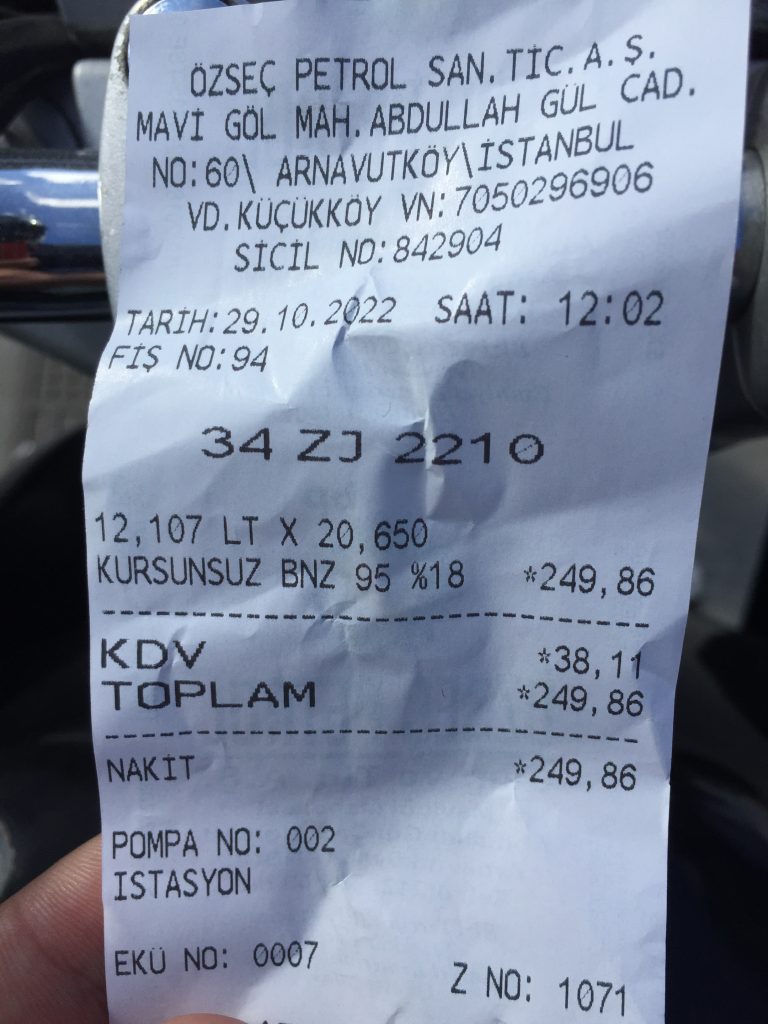 ÖZSEÇ PETROL SAN. TİC. A. Ş.
MAVİ GÖL MAH. ABDULLAH GÜL CAD.
NO:60\ ARNAVUTKÖY\İSTANBUL
VD. KÜÇÜKKÖY VN: 7050296906
SİCİL NO:842904
TARİH:29.10.2022 SAAT: 12:02
FİŞ NO:94
34 ZJ 2210
12,107 LT X 20,650
KURSUNSUZ BNZ 95 %18 *249,86
KDV *38,11
TOPLAM *249,86
NAKİT *249,86
POMPA NO: 002
ISTASYON
EKÜ NO: 0007 Z NO: 1071